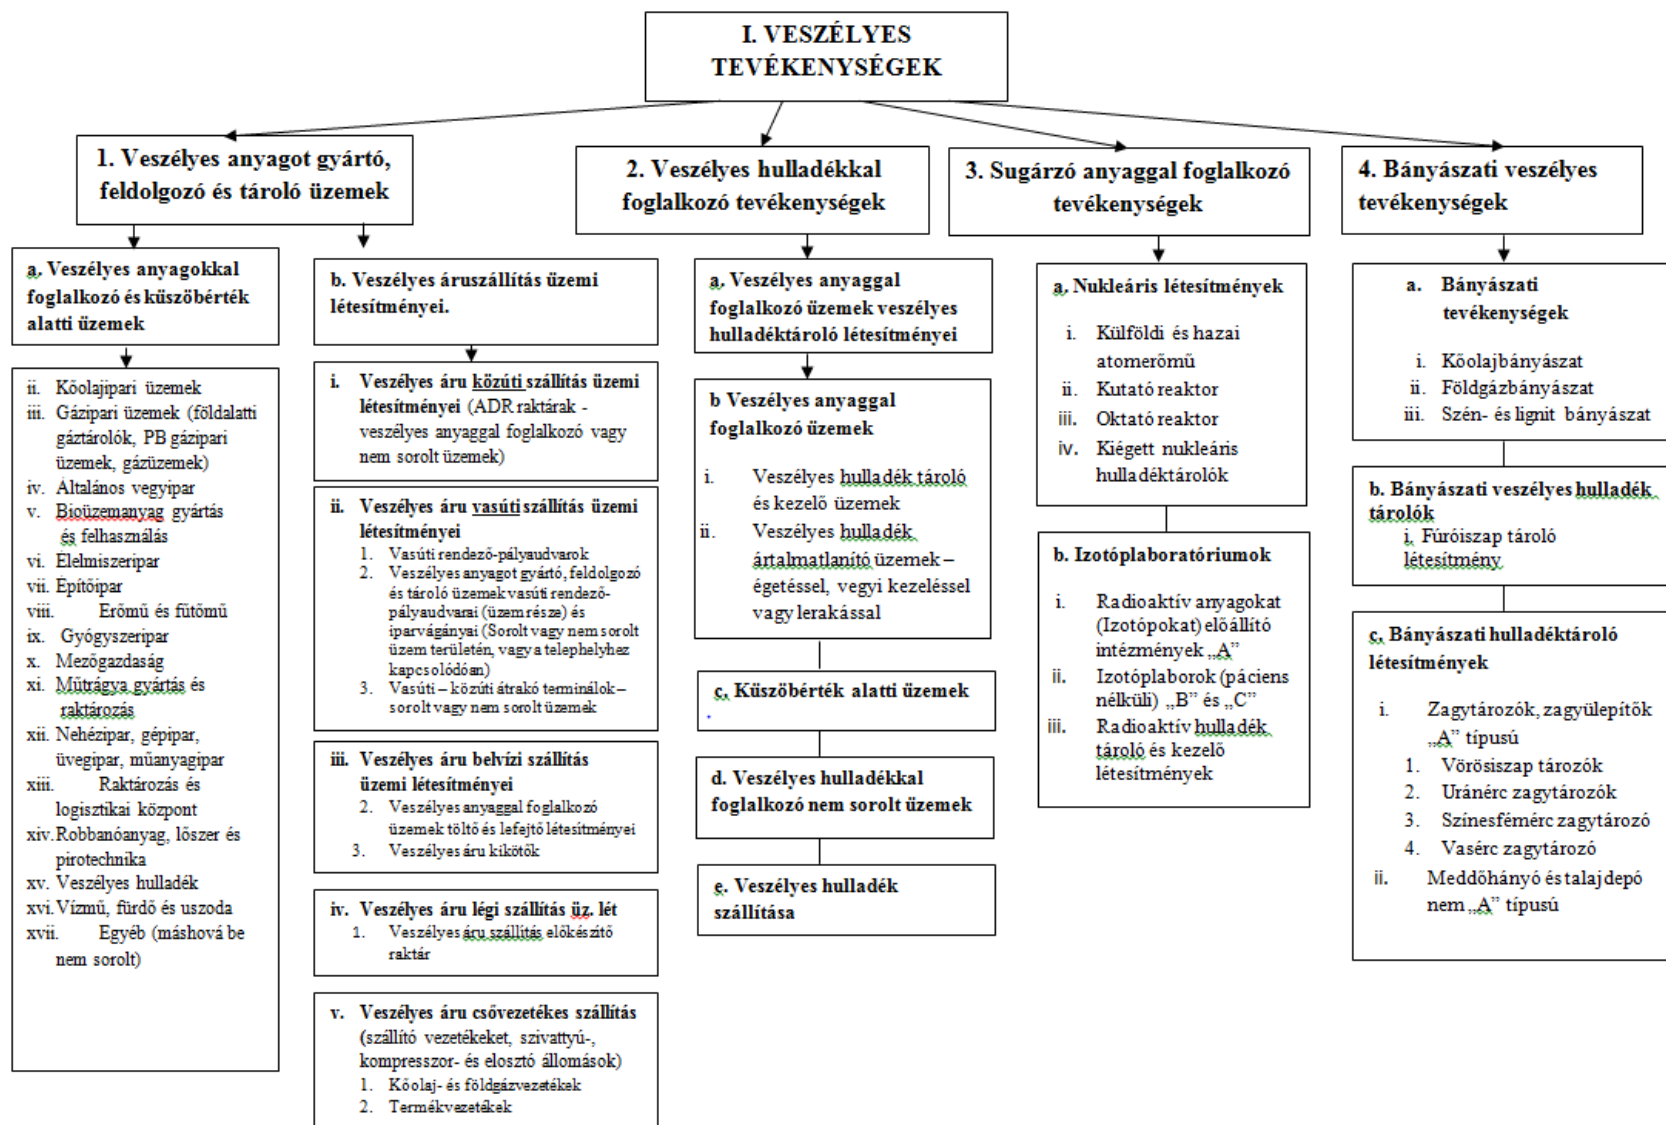 I. VESZÉLYES
TEVÉKENYSÉGEK
1. Veszélyes anyagot gyártó,
feldolgozó és tároló üzemek
a. Veszélyes anyagokkal
foglalkozó és küszöbérték
alatti üzemek
ii. Kőolajipari üzemek
iii. Gázipari üzemek (földalatti
gáztárolók, PB gázipari
üzemek, gázüzemek)
iv. Általános vegyipar
v. Bioüzemanyag gyártás
és felhasználás
vi. Élelmiszeripar
vii. Építőipar
viii. Erőmű és fűtőmű
ix. Gyógyszeripar
x. Mezőgazdaság
xi. Műtrágya gyártás és
raktározás
xii. Nehézipar, gépipar,
üvegipar, műanyagipar
xiii. Raktározás és
logisztikai központ
xiv. Robbanóanyag, lőszer és
pirotechnika
xv. Veszélyes hulladék
xvi. Vízmű, fürdő és uszoda
xvii. Egyéb (máshová be
nem sorolt)
b. Veszélyes áruszállítás üzemi
létesítményei.
i. Veszélyes áru közúti szállítás üzemi
létesítményei (ADR raktárak -
veszélyes anyaggal foglalkozó vagy
nem sorolt üzemek)
ii. Veszélyes áru vasúti szállítás üzemi
létesítményei
1. Vasúti rendező-pályaudvarok
2. Veszélyes anyagot gyártó, feldolgozó
és tároló üzemek vasúti rendező-
pályaudvarai (üzem része) és
iparvágányai (Sorolt vagy nem sorolt
üzem területén, vagy a telephelyhez
kapcsolódóan)
3. Vasúti – közúti átrakó terminálok –
sorolt vagy nem sorolt üzemek
iii. Veszélyes áru belvízi szállítás
üzemi létesítményei
2. Veszélyes anyaggal foglalkozó
üzemek töltő és lefejtő létesítményei
3. Veszélyes áru kikötők
iv. Veszélyes áru légi szállítás üz. lét
1. Veszélyes áru szállítás előkészítő
raktár
v. Veszélyes áru csővezetékes szállítás
(szállító vezetékeket, szivattyú-,
kompresszor- és elosztó állomások)
1. Kőolaj- és földgázvezetékek
2. Termékvezetékek
2. Veszélyes hulladékkal
foglalkozó tevékenységek
a. Veszélyes anyaggal
foglalkozó üzemek veszélyes
hulladéktároló létesítményei
b Veszélyes anyaggal
foglalkozó üzemek
i. Veszélyes hulladék tároló
és kezelő üzemek
ii. Veszélyes hulladék
ártalmatlanító üzemek –
égetéssel, vegyi kezeléssel
vagy lerakással
c. Küszöbérték alatti üzemek
d. Veszélyes hulladékkal
foglalkozó nem sorolt üzemek
e. Veszélyes hulladék
szállítása
3. Sugárzó anyaggal foglalkozó
tevékenységek
a. Nukleáris létesítmények
i. Külföldi és hazai
atomerőmű
ii. Kutató reaktor
iii. Oktató reaktor
iv. Kiégett nukleáris
hulladéktárolók
b. Izotóplaboratóriumok
i. Radioaktív anyagokat
(Izotópokat) előállító
intézmények „A”
ii. Izotóplaborok (páciens
nélküli) „B” és „C”
iii. Radioaktív hulladék
tároló és kezelő
létesítmények
4. Bányászati veszélyes
tevékenységek
a. Bányászati
tevékenységek
i. Kőolajbányászat
ii. Földgázbányászat
iii. Szén- és lignit bányászat
b. Bányászati veszélyes hulladék
tárolók
i. Fúróiszap tároló
létesítmény
c. Bányászati hulladéktároló
létesítmények
i. Zagytározók, zagyülepítők
„A” típusú
1. Vörösiszap tározók
2. Uránérc zagytározók
3. Színesfémérc zagytározó
4. Vasérc zagytározó
ii. Meddőhányó és talajdepó
nem „A” típusú